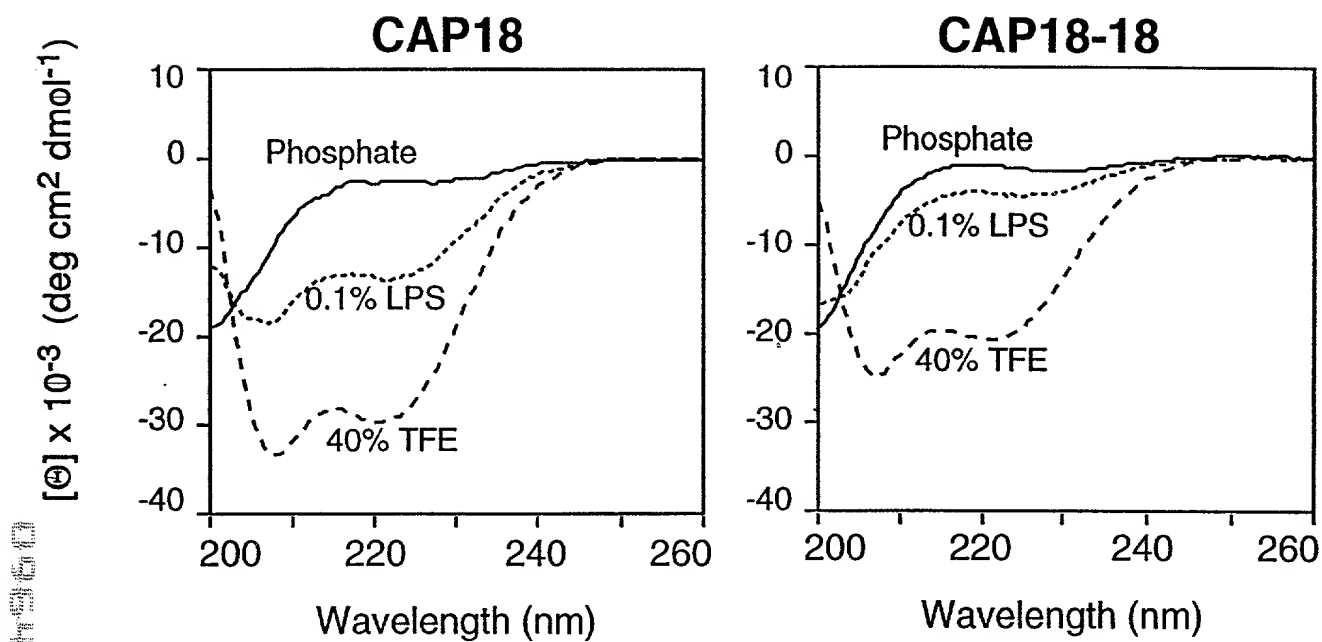 CAP18
CAP18-18
[Θ] x 10-3 (deg cm2 dmol-1)
10
0
-10
-20
-30
-40
Phosphate
0.1% LPS
40% TFE
200
220
240
260
Wavelength (nm)
10
0
-10
-20
-30
-40
Phosphate
0.1% LPS
40% TFE
200
220
240
260
Wavelength (nm)